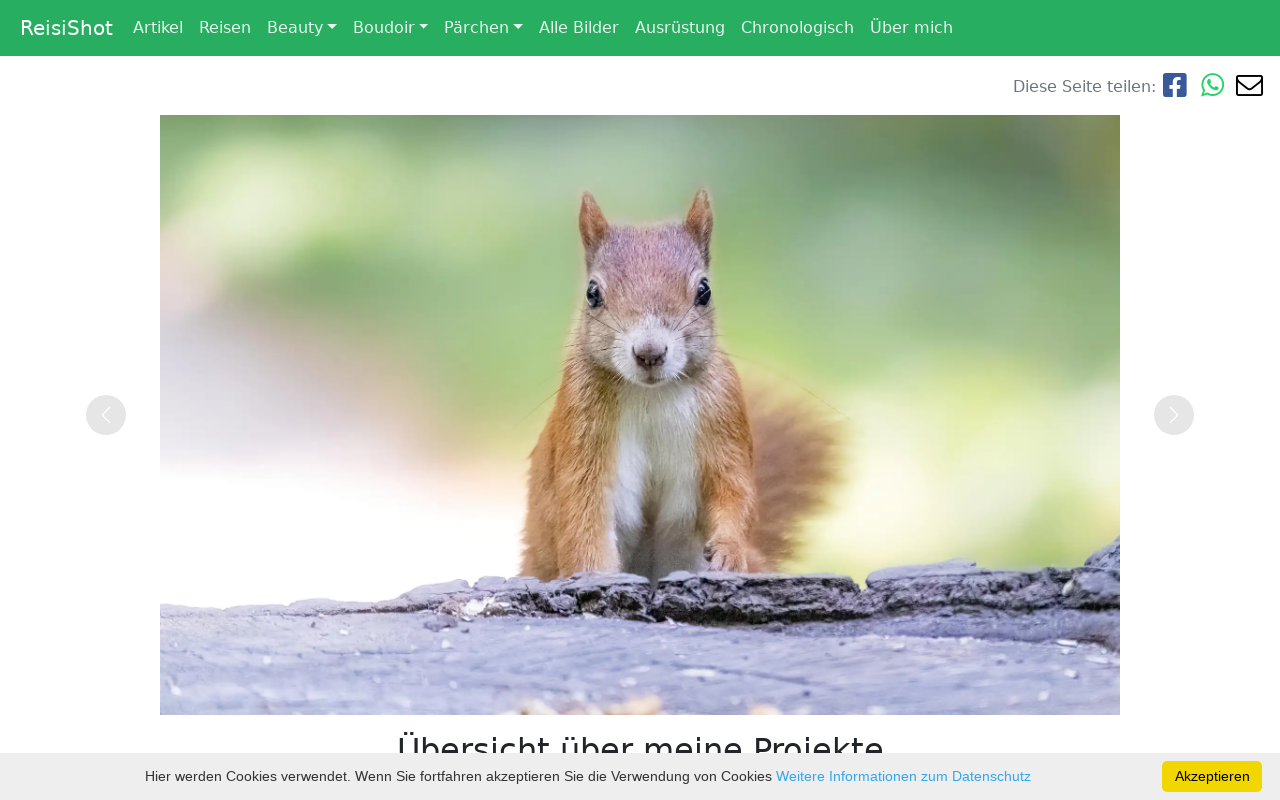 ReisiShot Artikel Reisen Beauty Boudoir Pärchen Alle Bilder Ausrüstung Chronologisch Über mich
Diese Seite teilen:
Übersicht über meine Projekte
Hier werden Cookies verwendet. Wenn Sie fortfahren akzeptieren Sie die Verwendung von Cookies Weitere Informationen zum Datenschutz Akzeptieren